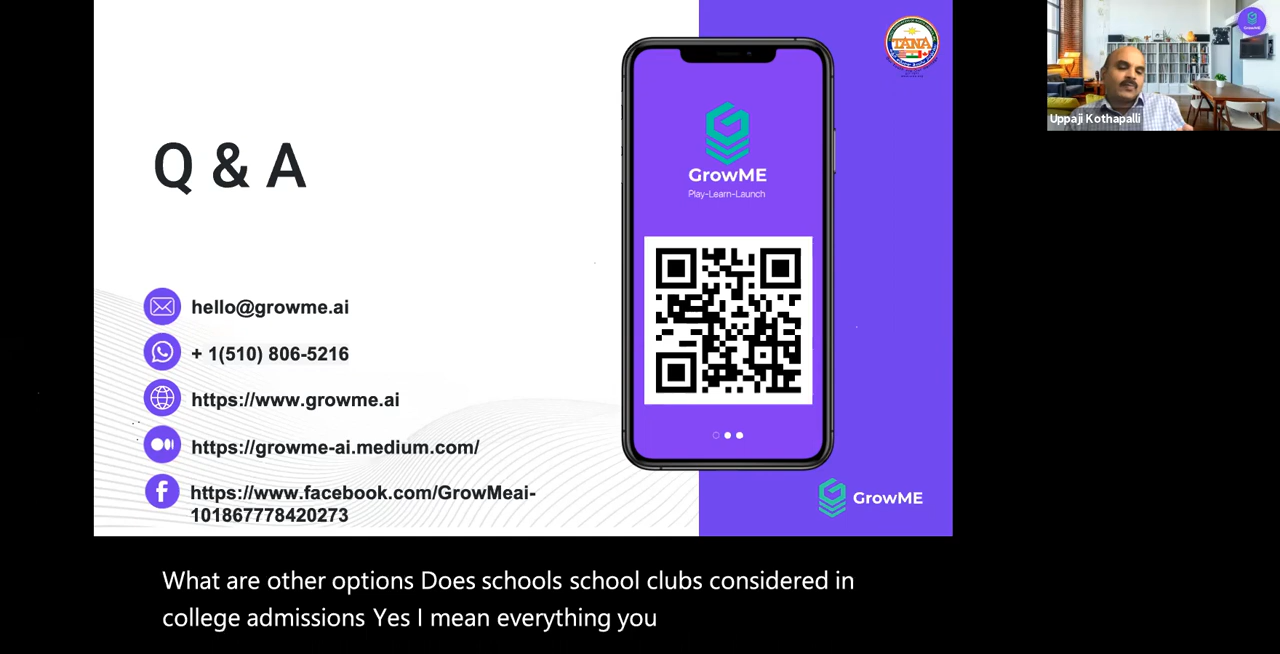 TANA
Uppaji Kothapalli
GrowME
Play-Learn-Launch
Q & A
hello@growme.ai
+ 1(510) 806-5216
https://www.growme.ai
https://growme-ai.medium.com/
https://www.facebook.com/GrowMeai-
101867778420273
GrowME
What are other options Does schools school clubs considered in
college admissions Yes I mean everything you